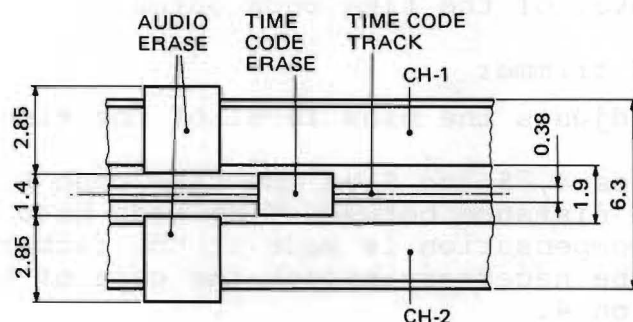 AUDIO ERASE
TIME CODE ERASE
TIME CODE TRACK
CH-1
2.85
1.4
2.85
0.38
1.9
6.3
CH-2